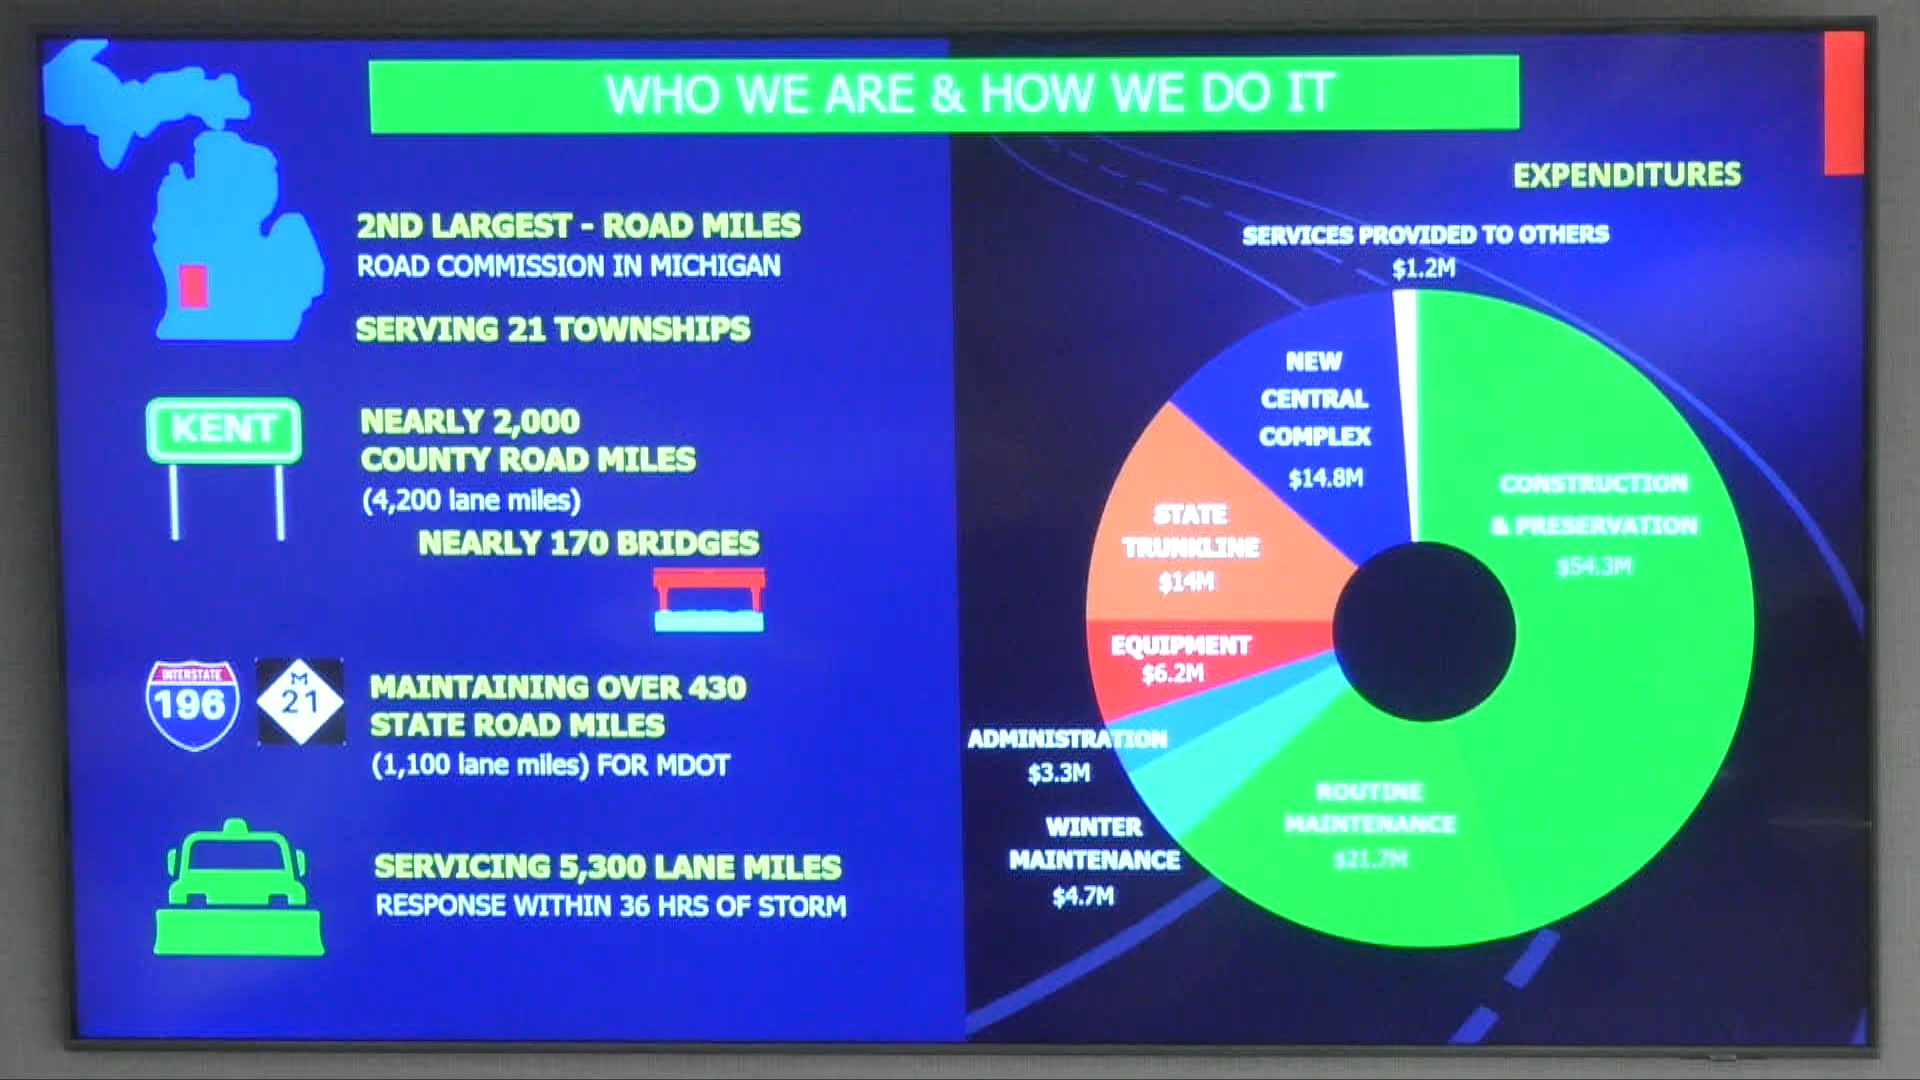 WHO WE ARE & HOW WE DO IT
2ND LARGEST - ROAD MILES
ROAD COMMISSION IN MICHIGAN
SERVING 21 TOWNSHIPS
KENT
NEARLY 2,000
COUNTY ROAD MILES
(4,200 lane miles)
NEARLY 170 BRIDGES
INTERSTATE
196
M
21
MAINTAINING OVER 430
STATE ROAD MILES
(1,100 lane miles) FOR MDOT
SERVICING 5,300 LANE MILES
RESPONSE WITHIN 36 HRS OF STORM
EXPENDITURES
SERVICES PROVIDED TO OTHERS
$1.2M
NEW
CENTRAL
COMPLEX
$14.8M
CONSTRUCTION
& PRESERVATION
$54.3M
STATE
TRUNKLINE
$14M
EQUIPMENT
$6.2M
ADMINISTRATION
$3.3M
WINTER
MAINTENANCE
$4.7M
ROUTINE
MAINTENANCE
$21.7M